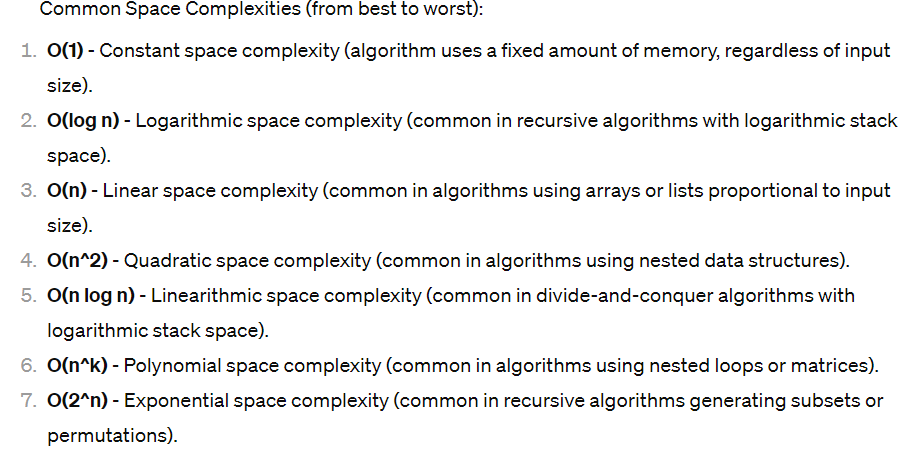 Common Space Complexities (from best to worst):
1. O(1) - Constant space complexity (algorithm uses a fixed amount of memory, regardless of input
size).
2. O(log n) - Logarithmic space complexity (common in recursive algorithms with logarithmic stack
space).
3. O(n) - Linear space complexity (common in algorithms using arrays or lists proportional to input
size).
4. O(n^2) - Quadratic space complexity (common in algorithms using nested data structures).
5. O(n log n) - Linearithmic space complexity (common in divide-and-conquer algorithms with
logarithmic stack space).
6. O(n^k) - Polynomial space complexity (common in algorithms using nested loops or matrices).
7. O(2^n) - Exponential space complexity (common in recursive algorithms generating subsets or
permutations).